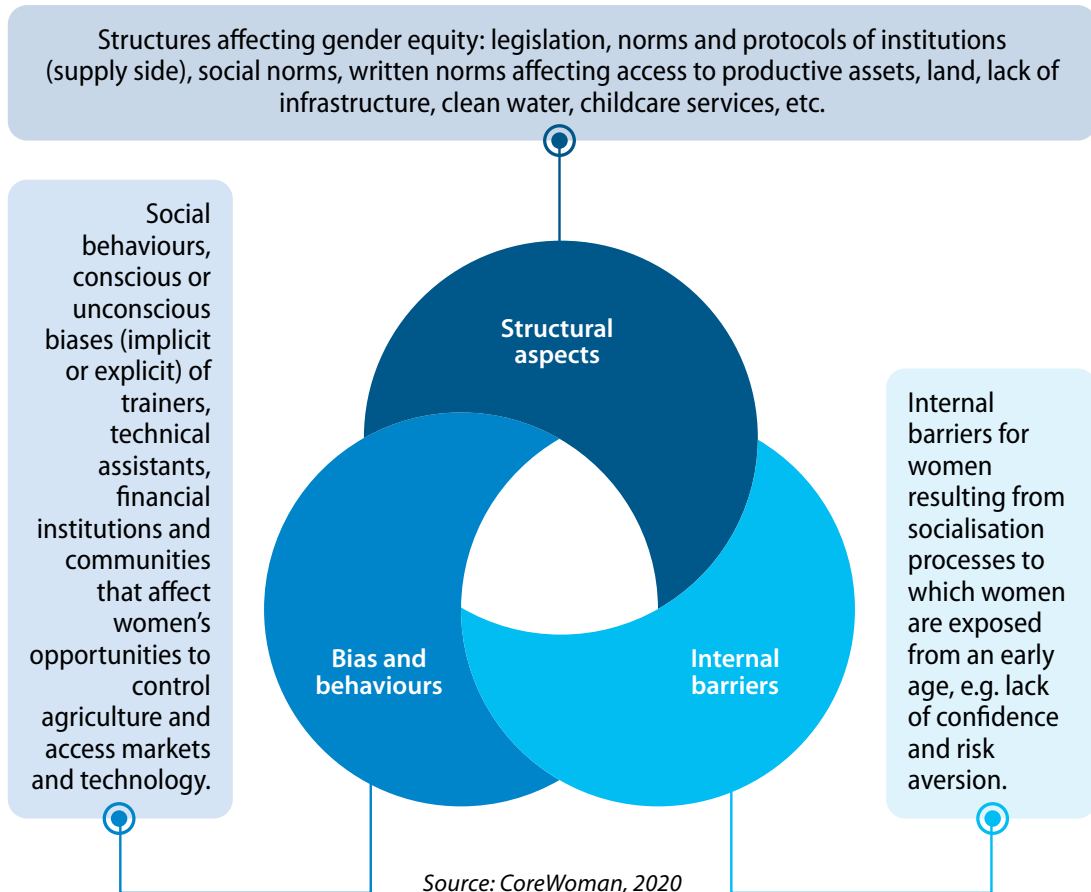 Structures affecting gender equity: legislation, norms and protocols of institutions
(supply side), social norms, written norms affecting access to productive assets, land, lack of
infrastructure, clean water, childcare services, etc.
Social
behaviours,
conscious or
unconscious
biases (implicit
or explicit) of
trainers,
technical
assistants,
financial
institutions and
communities
that affect
women's
opportunities to
control
agriculture and
access markets
and technology.
Structural
aspects
Bias and
behaviours
Internal
barriers
Internal
barriers for
women
resulting from
socialisation
processes to
which women
are exposed
from an early
age, e.g. lack
of confidence
and risk
aversion.
Source: CoreWoman, 2020